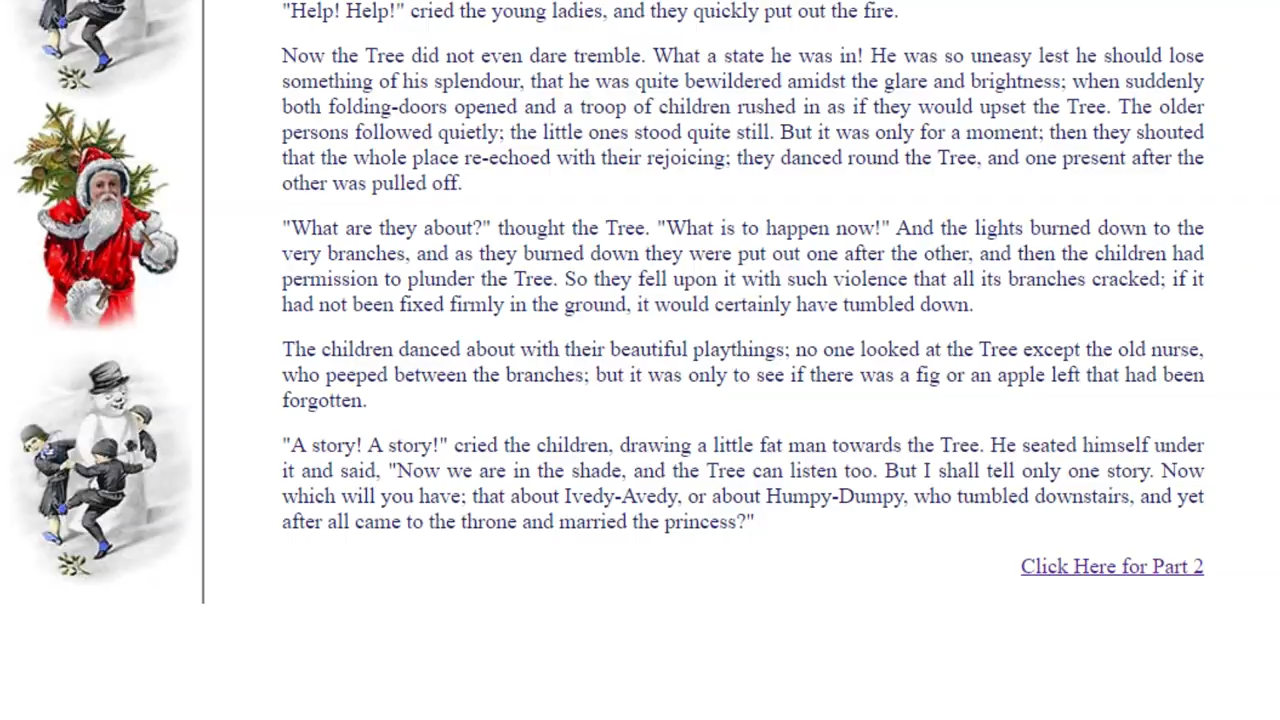 "Help! Help!" cried the young ladies, and they quickly put out the fire.
Now the Tree did not even dare tremble. What a state he was in! He was so uneasy lest he should lose
something of his splendour, that he was quite bewildered amidst the glare and brightness; when suddenly
both folding-doors opened and a troop of children rushed in as if they would upset the Tree. The older
persons followed quietly; the little ones stood quite still. But it was only for a moment; then they shouted
that the whole place re-echoed with their rejoicing; they danced round the Tree, and one present after the
other was pulled off.
"What are they about?" thought the Tree. "What is to happen now!" And the lights burned down to the
very branches, and as they burned down they were put out one after the other, and then the children had
permission to plunder the Tree. So they fell upon it with such violence that all its branches cracked; if it
had not been fixed firmly in the ground, it would certainly have tumbled down.
The children danced about with their beautiful playthings; no one looked at the Tree except the old nurse,
who peeped between the branches; but it was only to see if there was a fig or an apple left that had been
forgotten.
"A story! A story!" cried the children, drawing a little fat man towards the Tree. He seated himself under
it and said, "Now we are in the shade, and the Tree can listen too. But I shall tell only one story. Now
which will you have; that about Ivedy-Avedy, or about Humpy-Dumpy, who tumbled downstairs, and yet
after all came to the throne and married the princess?"
Click Here for Part 2